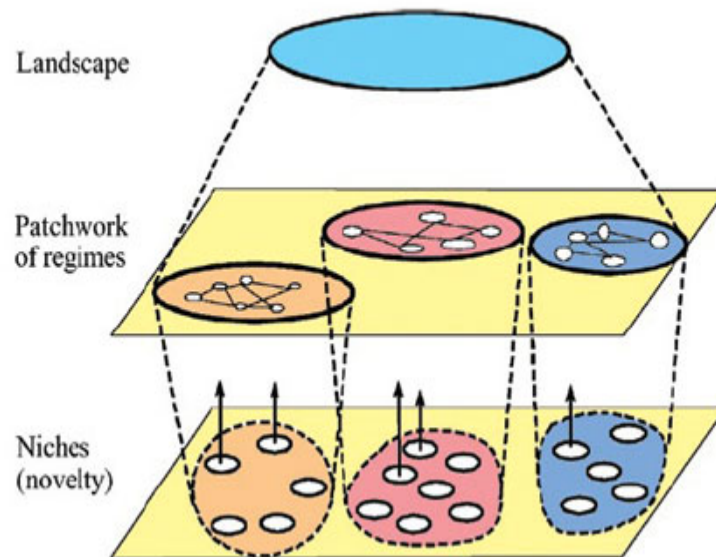 Landscape
Patchwork
of regimes
Niches
(novelty)